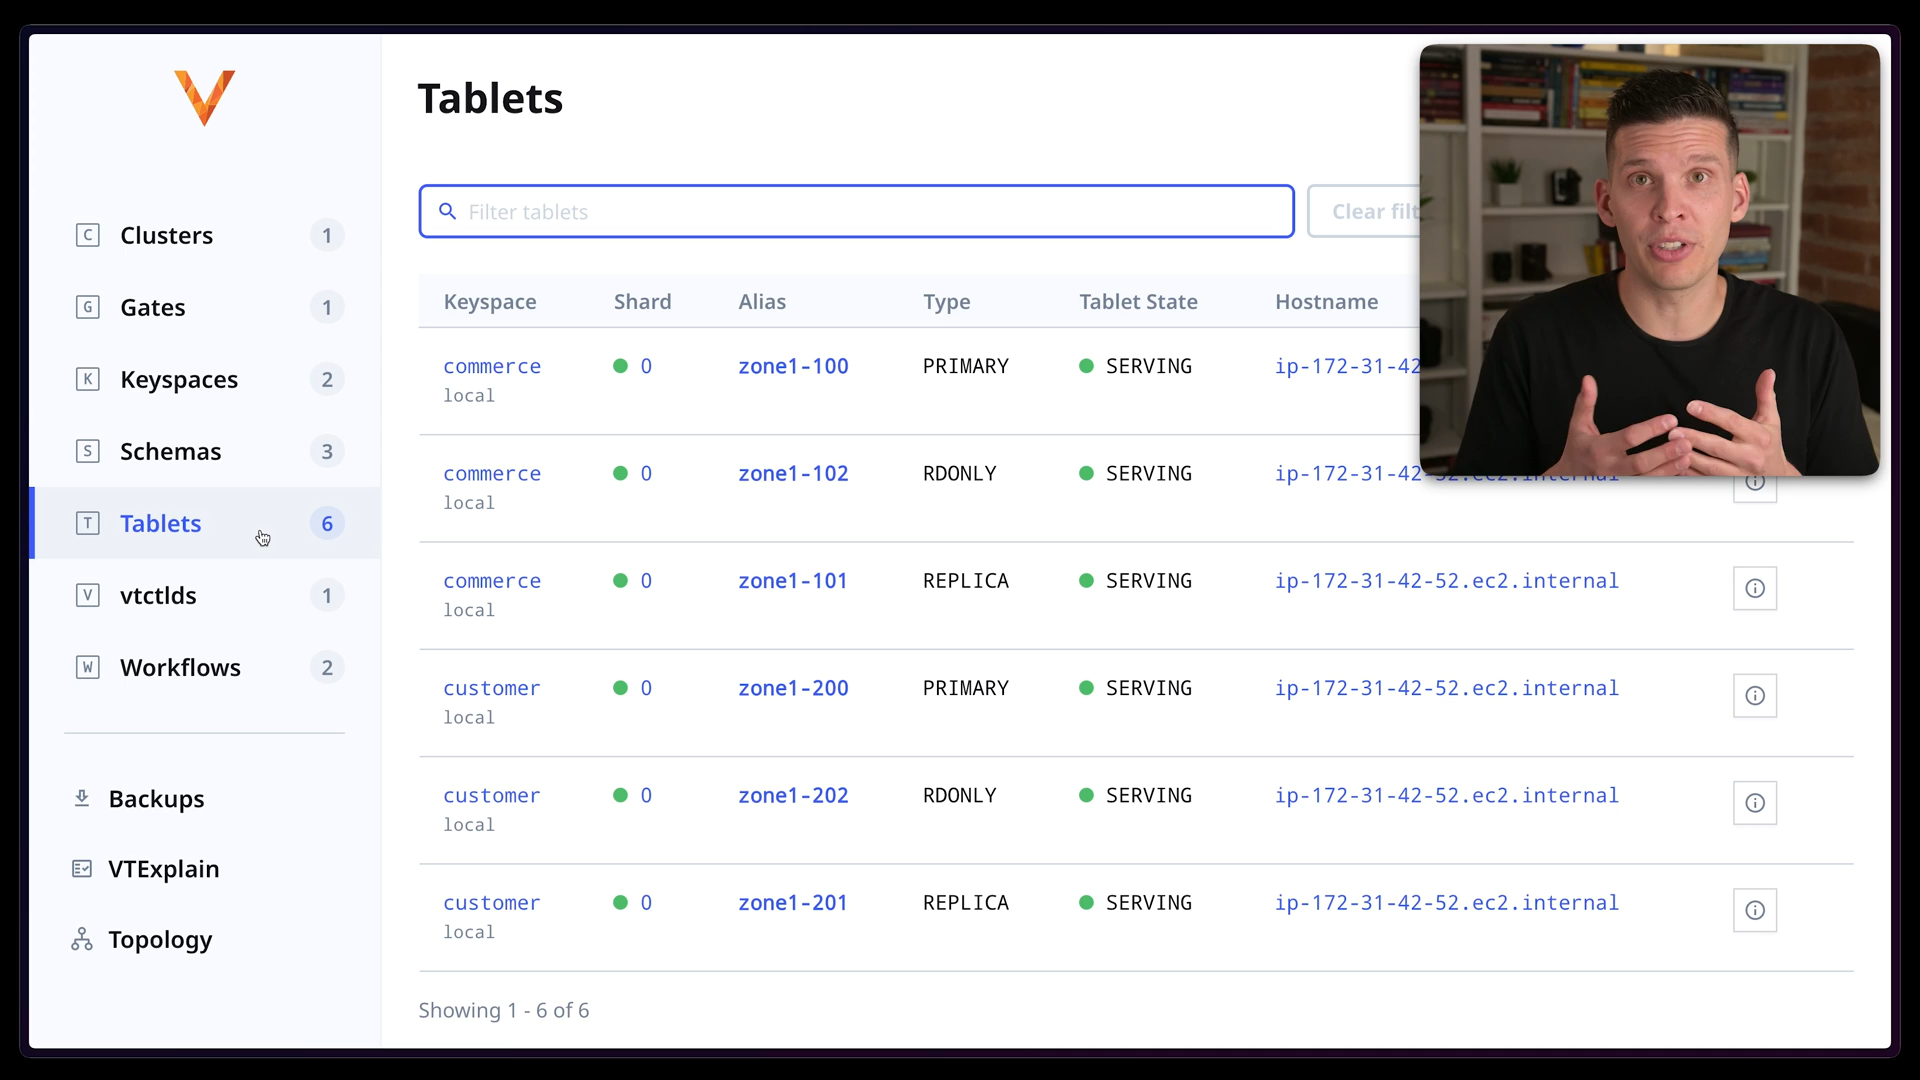 Tablets
Filter tablets
Clear filt
C Clusters 1
G Gates 1
K Keyspaces 2
S Schemas 3
T Tablets 6
V vtctlds 1
W Workflows 2
Backups
VTExplain
Topology
Keyspace Shard Alias Type Tablet State Hostname
commerce 0 zone1-100 PRIMARY SERVING ip-172-31-42
local
commerce 0 zone1-102 RDONLY SERVING ip-172-31-42-52.ec2.internal
local
commerce 0 zone1-101 REPLICA SERVING ip-172-31-42-52.ec2.internal
local
customer 0 zone1-200 PRIMARY SERVING ip-172-31-42-52.ec2.internal
local
customer 0 zone1-202 RDONLY SERVING ip-172-31-42-52.ec2.internal
local
customer 0 zone1-201 REPLICA SERVING ip-172-31-42-52.ec2.internal
local
Showing 1 - 6 of 6